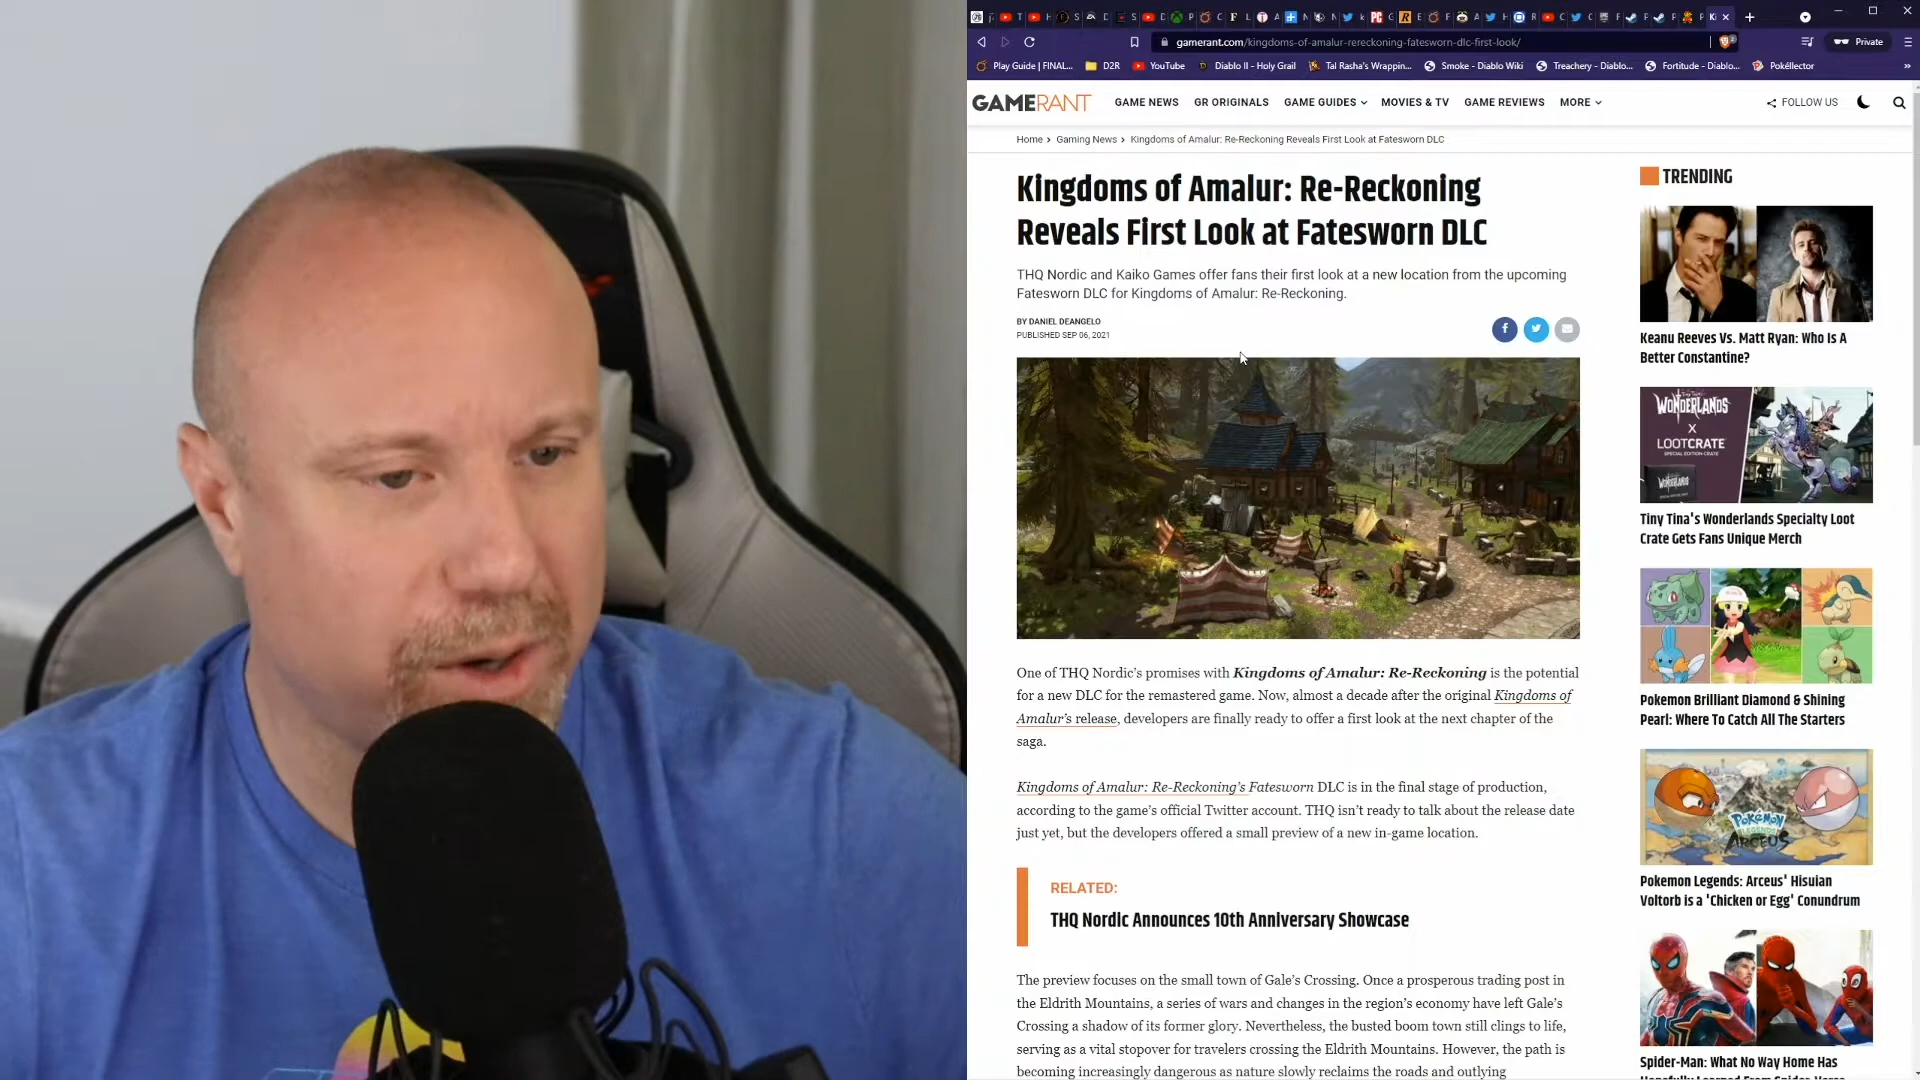 gamerant.com/kingdoms-of-amalur-rereckoning-fatesworn-dlc-first-look/
Private
Play Guide | FINAL...
D2R
YouTube
Diablo II - Holy Grail
Tal Rasha's Wrappin...
Smoke - Diablo Wiki
Treachery - Diablo...
Fortitude - Diablo...
Pokéllector
GAMERANT
GAME NEWS
GR ORIGINALS
GAME GUIDES
MOVIES & TV
GAME REVIEWS
MORE
FOLLOW US
Home > Gaming News > Kingdoms of Amalur: Re-Reckoning Reveals First Look at Fatesworn DLC
Kingdoms of Amalur: Re-Reckoning
Reveals First Look at Fatesworn DLC
THQ Nordic and Kaiko Games offer fans their first look at a new location from the upcoming
Fatesworn DLC for Kingdoms of Amalur: Re-Reckoning.
BY DANIEL DEANGELO
PUBLISHED SEP 06, 2021
One of THQ Nordic's promises with Kingdoms of Amalur: Re-Reckoning is the potential
for a new DLC for the remastered game. Now, almost a decade after the original Kingdoms of
Amalur's release, developers are finally ready to offer a first look at the next chapter of the
saga.
Kingdoms of Amalur: Re-Reckoning's Fatesworn DLC is in the final stage of production,
according to the game's official Twitter account. THQ isn't ready to talk about the release date
just yet, but the developers offered a small preview of a new in-game location.
RELATED:
THQ Nordic Announces 10th Anniversary Showcase
The preview focuses on the small town of Gale's Crossing. Once a prosperous trading post in
the Eldrith Mountains, a series of wars and changes in the region's economy have left Gale's
Crossing a shadow of its former glory. Nevertheless, the busted boom town still clings to life,
serving as a vital stopover for travelers crossing the Eldrith Mountains. However, the path is
becoming increasingly dangerous as nature slowly reclaims the roads and outlying
TRENDING
Keanu Reeves Vs. Matt Ryan: Who Is A
Better Constantine?
WONDERLANDS
X
LOOTCRATE
SPECIAL EDITION CRATE
Tiny Tina's Wonderlands Specialty Loot
Crate Gets Fans Unique Merch
Pokemon Brilliant Diamond & Shining
Pearl: Where To Catch All The Starters
POKéMON
LEGENDS
ARCEUS
Pokemon Legends: Arceus' Hisuian
Voltorb is a 'Chicken or Egg' Conundrum
Spider-Man: What No Way Home Has